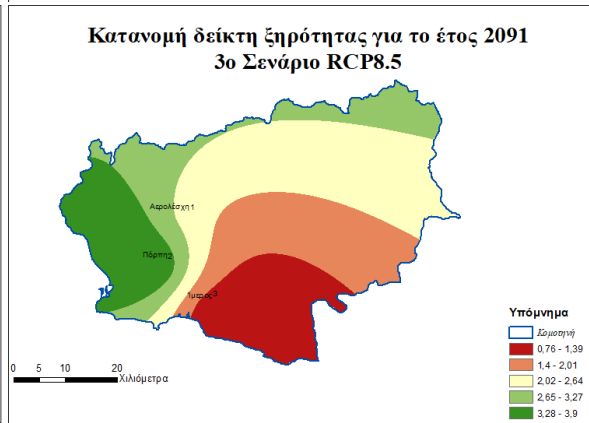 Κατανομή δείκτη ξηρότητας για το έτος 2091
3ο Σενάριο RCP8.5
Αερολέσχη 1
Πόρπη 2
Ίμερος 3
Υπόμνημα
Κομοτηνή
0,76 - 1,39
1,4 - 2,01
2,02 - 2,64
2,65 - 3,27
3,28 - 3,9
0 5 10 20
Χιλιόμετρα